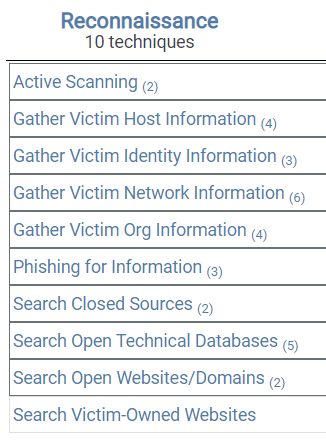 Reconnaissance
10 techniques
Active Scanning (2)
Gather Victim Host Information (4)
Gather Victim Identity Information (3)
Gather Victim Network Information (6)
Gather Victim Org Information (4)
Phishing for Information (3)
Search Closed Sources (2)
Search Open Technical Databases (5)
Search Open Websites/Domains (2)
Search Victim-Owned Websites